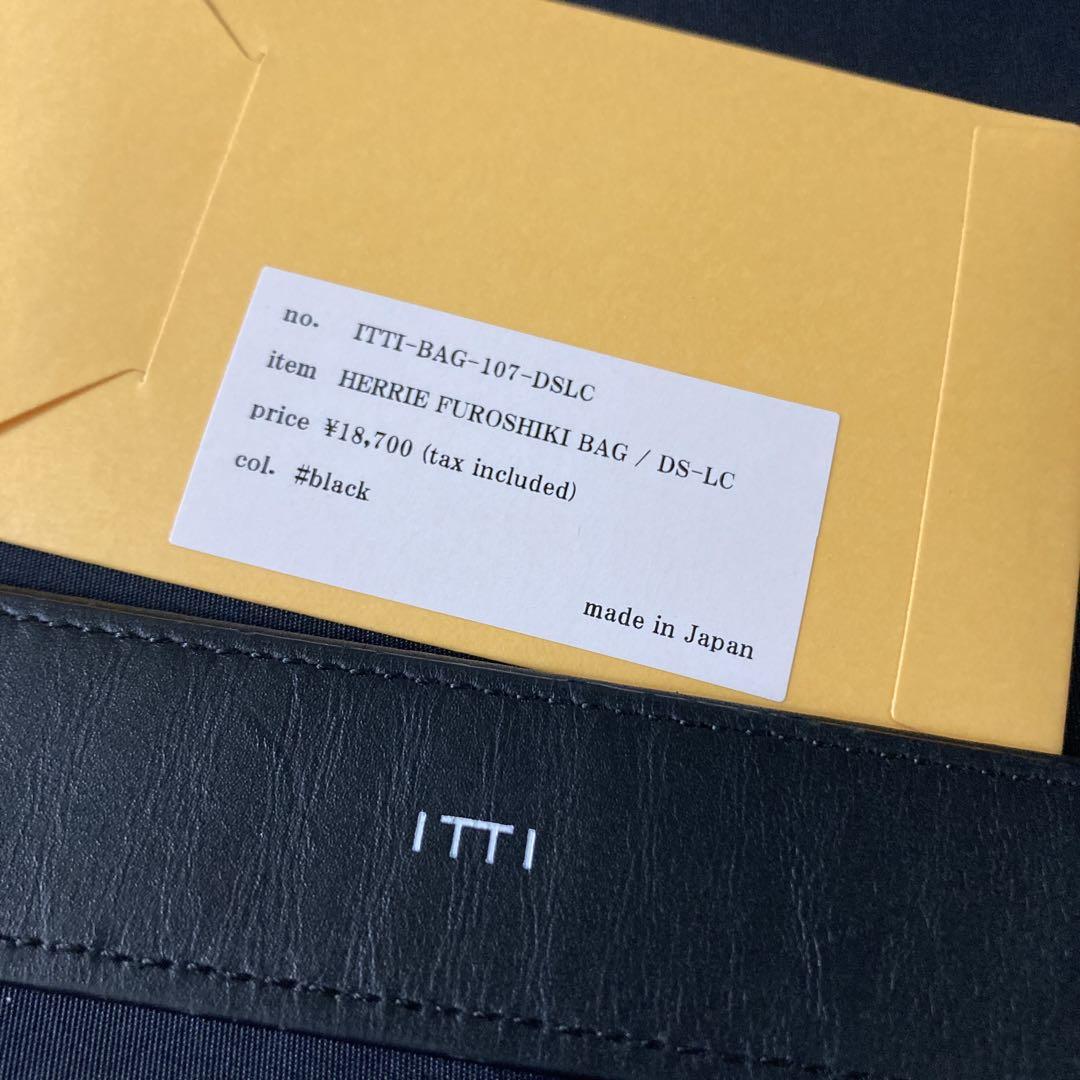 no. ITTI-BAG-107-DSLC
item HERRIE FUROSHIKI BAG / DS-LC
price ¥18,700 (tax included)
col. #black
made in Japan
ITTI